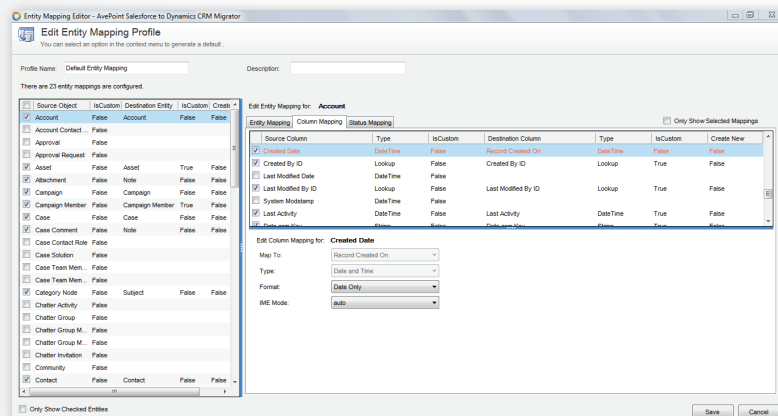 Entity Mapping Editor - AvePoint Salesforce to Dynamics CRM Migrator
Edit Entity Mapping Profile
You can select an option in the context menu to generate a default .
Profile Name: Default Entity Mapping Description:
There are 23 entity mappings are configured.
Source Object IsCustom Destination Entity IsCustom Create
Account False Account False False
Account Contact ... False
Approval False
Approval Request False
Asset False Asset True False
Attachment False Note False False
Campaign False Campaign False False
Campaign Member False Campaign Member True False
Case False Case False False
Case Comment False Note False False
Case Contact Role False
Case Solution False
Case Team Mem... False
Case Team Mem... False
Category Node False Subject False False
Chatter Activity False
Chatter Group False
Chatter Group M... False
Chatter Group M... False
Chatter Invitation False
Community False
Contact False Contact False False
Only Show Checked Entities
Edit Entity Mapping for: Account
Entity Mapping Column Mapping Status Mapping Only Show Selected Mappings
Source Column Type IsCustom Destination Column Type IsCustom Create New
Created Date DateTime False Record Created On DateTime False False
Created By ID Lookup False Created By ID Lookup True False
Last Modified Date DateTime False
Last Modified By ID Lookup False Last Modified By ID Lookup True False
System Modstamp DateTime False
Last Activity DateTime False Last Activity DateTime True False
Edit Column Mapping for: Created Date
Map To: Record Created On
Type: Date and Time
Format: Date Only
IME Mode: auto
Save Cancel